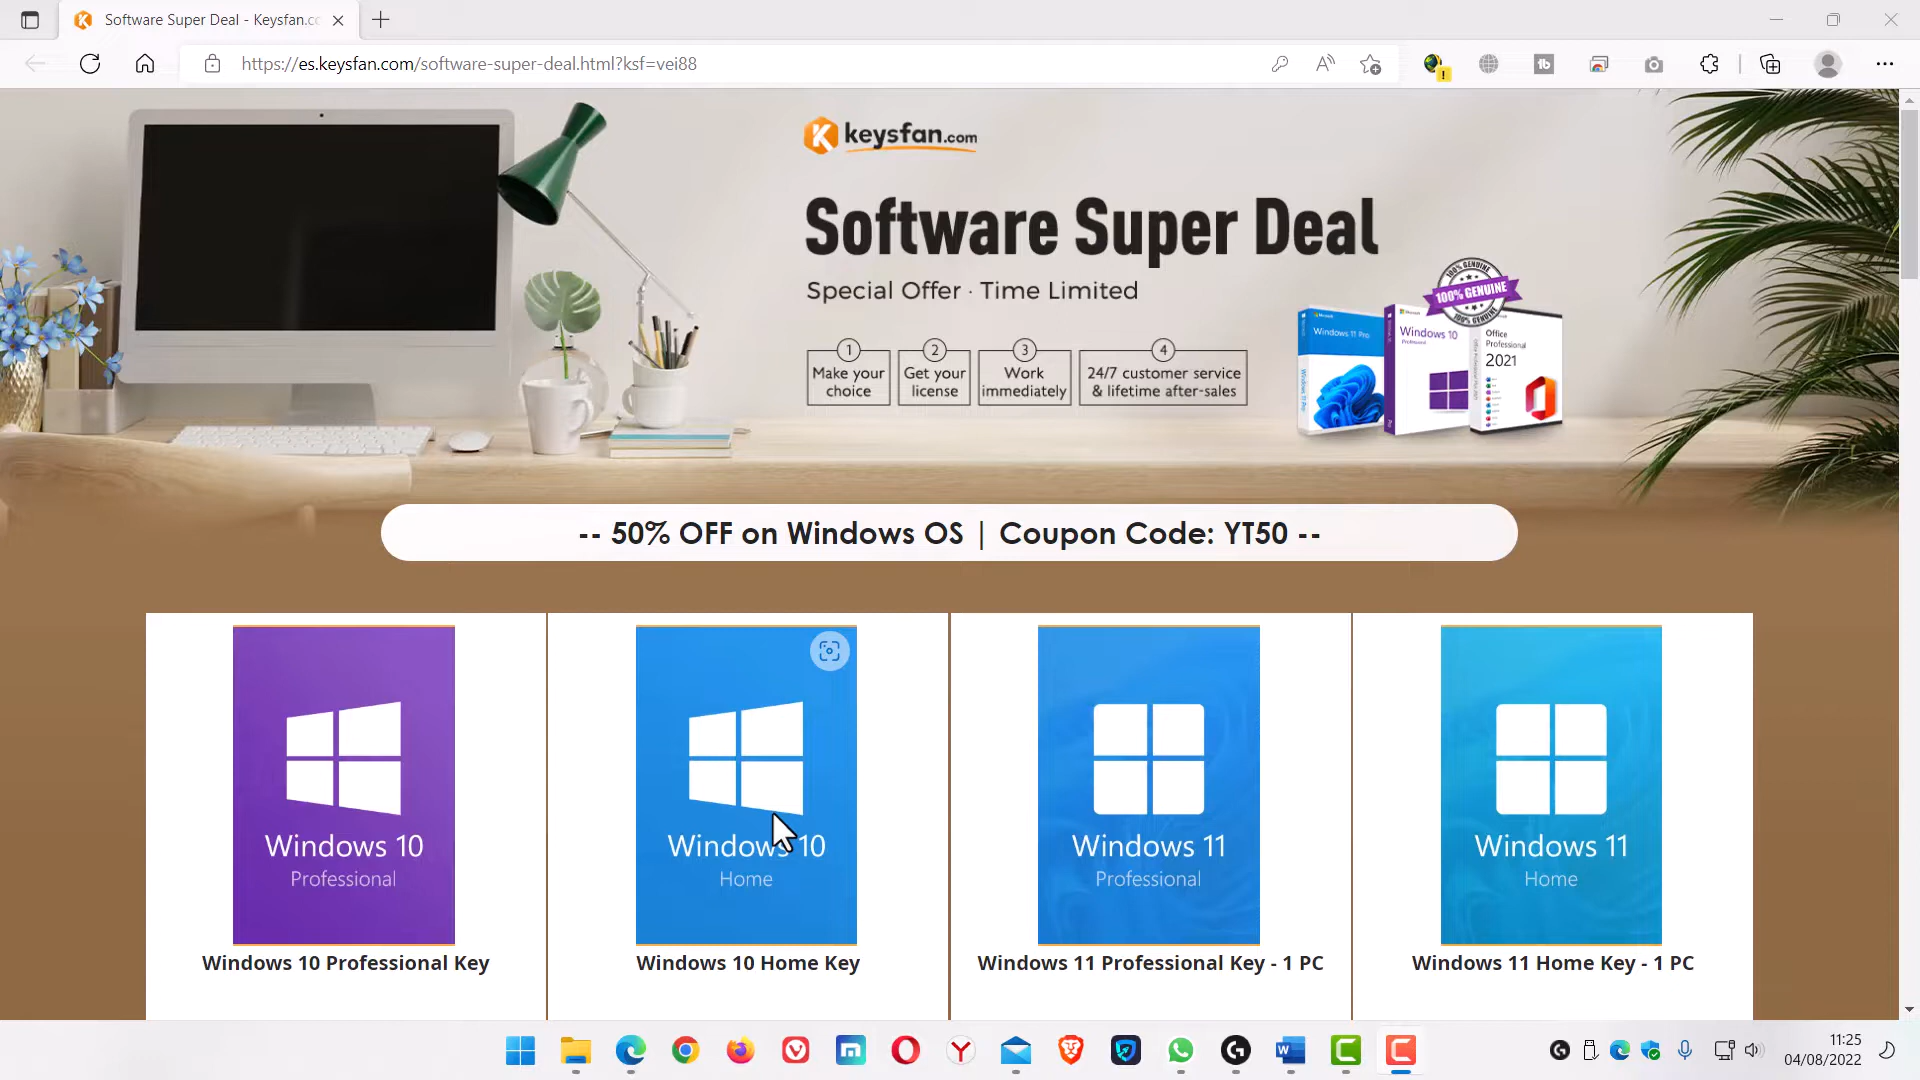 Software Super Deal - Keysfan.co
https://es.keysfan.com/software-super-deal.html?ksf=vei88
keysfan.com
Software Super Deal
Special Offer · Time Limited
1
Make your
choice
2
Get your
license
3
Work
immediately
4
24/7 customer service
& lifetime after-sales
100% GENUINE
100% GENUINE
100% GENUINE
Windows 11 Pro
Windows 10
Office
Professional
2021
-- 50% OFF on Windows OS | Coupon Code: YT50 --
Windows 10
Professional
Windows 10
Home
Windows 11
Professional
Windows 11
Home
Windows 10 Professional Key
Windows 10 Home Key
Windows 11 Professional Key - 1 PC
Windows 11 Home Key - 1 PC
11:25
04/08/2022